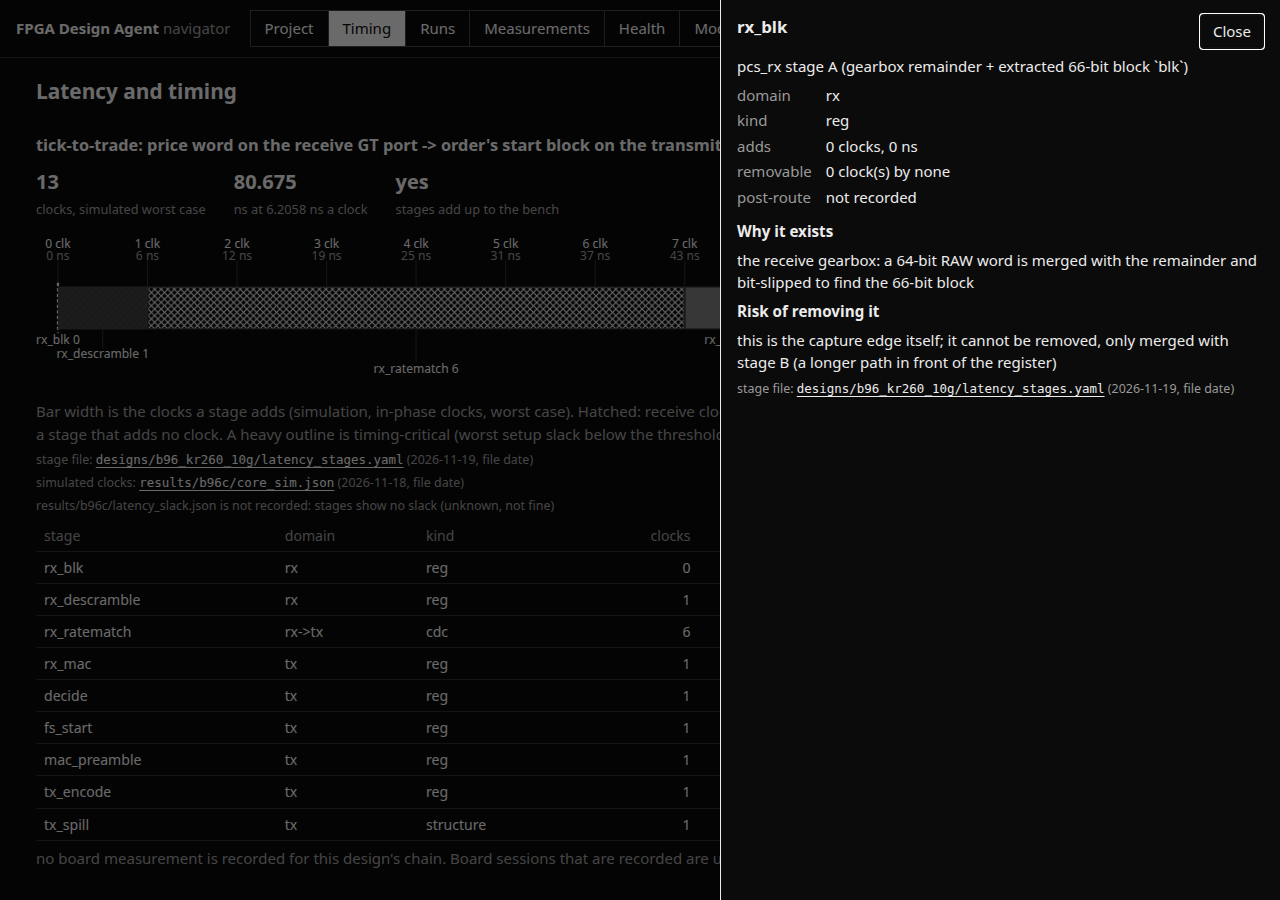 FPGA Design Agent navigator
Project
Timing
Runs
Measurements
Health
Latency and timing
tick-to-trade: price word on the receive GT port -> order's start block on the transmit
13
80.675
yes
clocks, simulated worst case
ns at 6.2058 ns a clock
stages add up to the bench
0 clk
1 clk
2 clk
3 clk
4 clk
5 clk
6 clk
7 clk
0 ns
6 ns
12 ns
19 ns
25 ns
31 ns
37 ns
43 ns
rx_blk 0
rx_descramble 1
rx_ratematch 6
rx_
Bar width is the clocks a stage adds (simulation, in-phase clocks, worst case). Hatched: receive clo
a stage that adds no clock. A heavy outline is timing-critical (worst setup slack below the threshold
stage file: designs/b96_kr260_10g/latency_stages.yaml (2026-11-19, file date)
simulated clocks: results/b96c/core_sim.json (2026-11-18, file date)
results/b96c/latency_slack.json is not recorded: stages show no slack (unknown, not fine)
stage domain kind clocks
rx_blk rx reg 0
rx_descramble rx reg 1
rx_ratematch rx->tx cdc 6
rx_mac tx reg 1
decide tx reg 1
fs_start tx reg 1
mac_preamble tx reg 1
tx_encode tx reg 1
tx_spill tx structure 1
no board measurement is recorded for this design's chain. Board sessions that are recorded are u
rx_blk
Close
pcs_rx stage A (gearbox remainder + extracted 66-bit block `blk`)
domain rx
kind reg
adds 0 clocks, 0 ns
removable 0 clock(s) by none
post-route not recorded
Why it exists
the receive gearbox: a 64-bit RAW word is merged with the remainder and
bit-slipped to find the 66-bit block
Risk of removing it
this is the capture edge itself; it cannot be removed, only merged with
stage B (a longer path in front of the register)
stage file: designs/b96_kr260_10g/latency_stages.yaml (2026-11-19, file date)